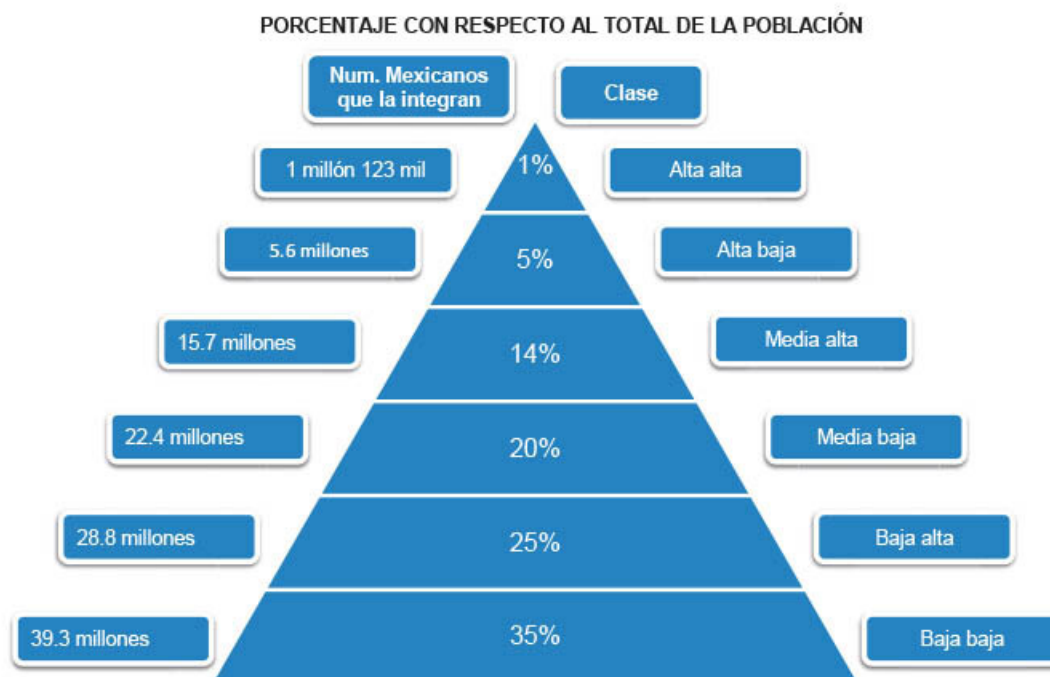 PORCENTAJE CON RESPECTO AL TOTAL DE LA POBLACIÓN
Num. Mexicanos
que la integran
Clase
1 millón 123 mil
1%
Alta alta
5.6 millones
5%
Alta baja
15.7 millones
14%
Media alta
22.4 millones
20%
Media baja
28.8 millones
25%
Baja alta
39.3 millones
35%
Baja baja